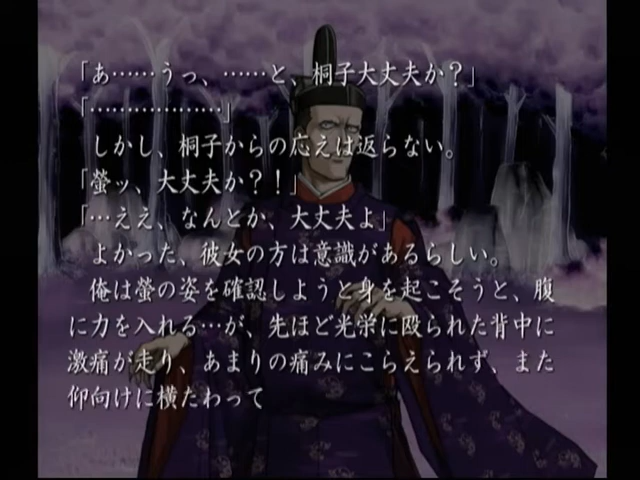 「あ……うっ、……と、桐子大丈夫か？」
「………………」
　しかし、桐子からの応えは返らない。
「螢ッ、大丈夫か？！」
「…ええ、なんとか、大丈夫よ」
　よかった、彼女の方は意識があるらしい。
　俺は螢の姿を確認しようと身を起こそうと、腹
に力を入れる…が、先ほど光栄に殴られた背中に
激痛が走り、あまりの痛みにこらえられず、また
仰向けに横たわって